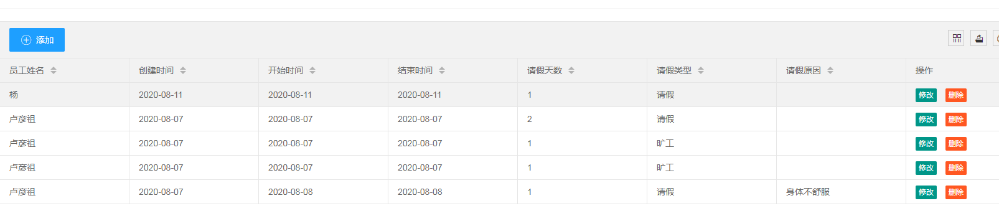 添加
员工姓名 创建时间 开始时间 结束时间 请假天数 请假类型 请假原因 操作
杨 2020-08-11 2020-08-11 2020-08-11 1 请假 修改 删除
卢彦祖 2020-08-07 2020-08-07 2020-08-07 2 请假 修改 删除
卢彦祖 2020-08-07 2020-08-07 2020-08-07 1 旷工 修改 删除
卢彦祖 2020-08-07 2020-08-07 2020-08-07 1 旷工 修改 删除
卢彦祖 2020-08-07 2020-08-08 2020-08-08 1 请假 身体不舒服 修改 删除